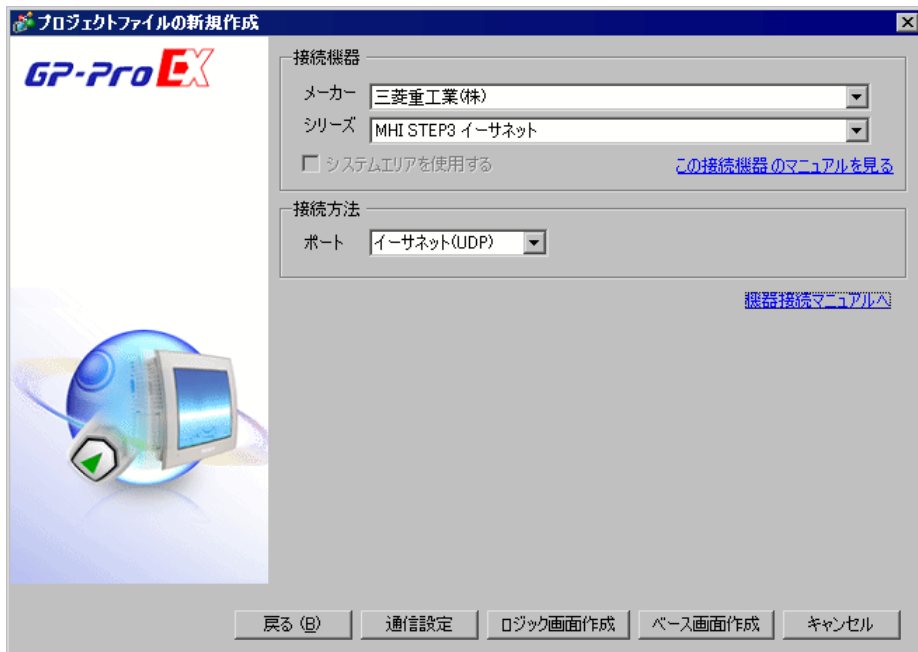 プロジェクトファイルの新規作成
GP-Pro EX
接続機器
メーカー 三菱重工業(株)
シリーズ MHI STEP3 イーサネット
システムエリアを使用する この接続機器のマニュアルを見る
接続方法
ポート イーサネット(UDP)
機器接続マニュアルへ
戻る (B) 通信設定 ロジック画面作成 ベース画面作成 キャンセル